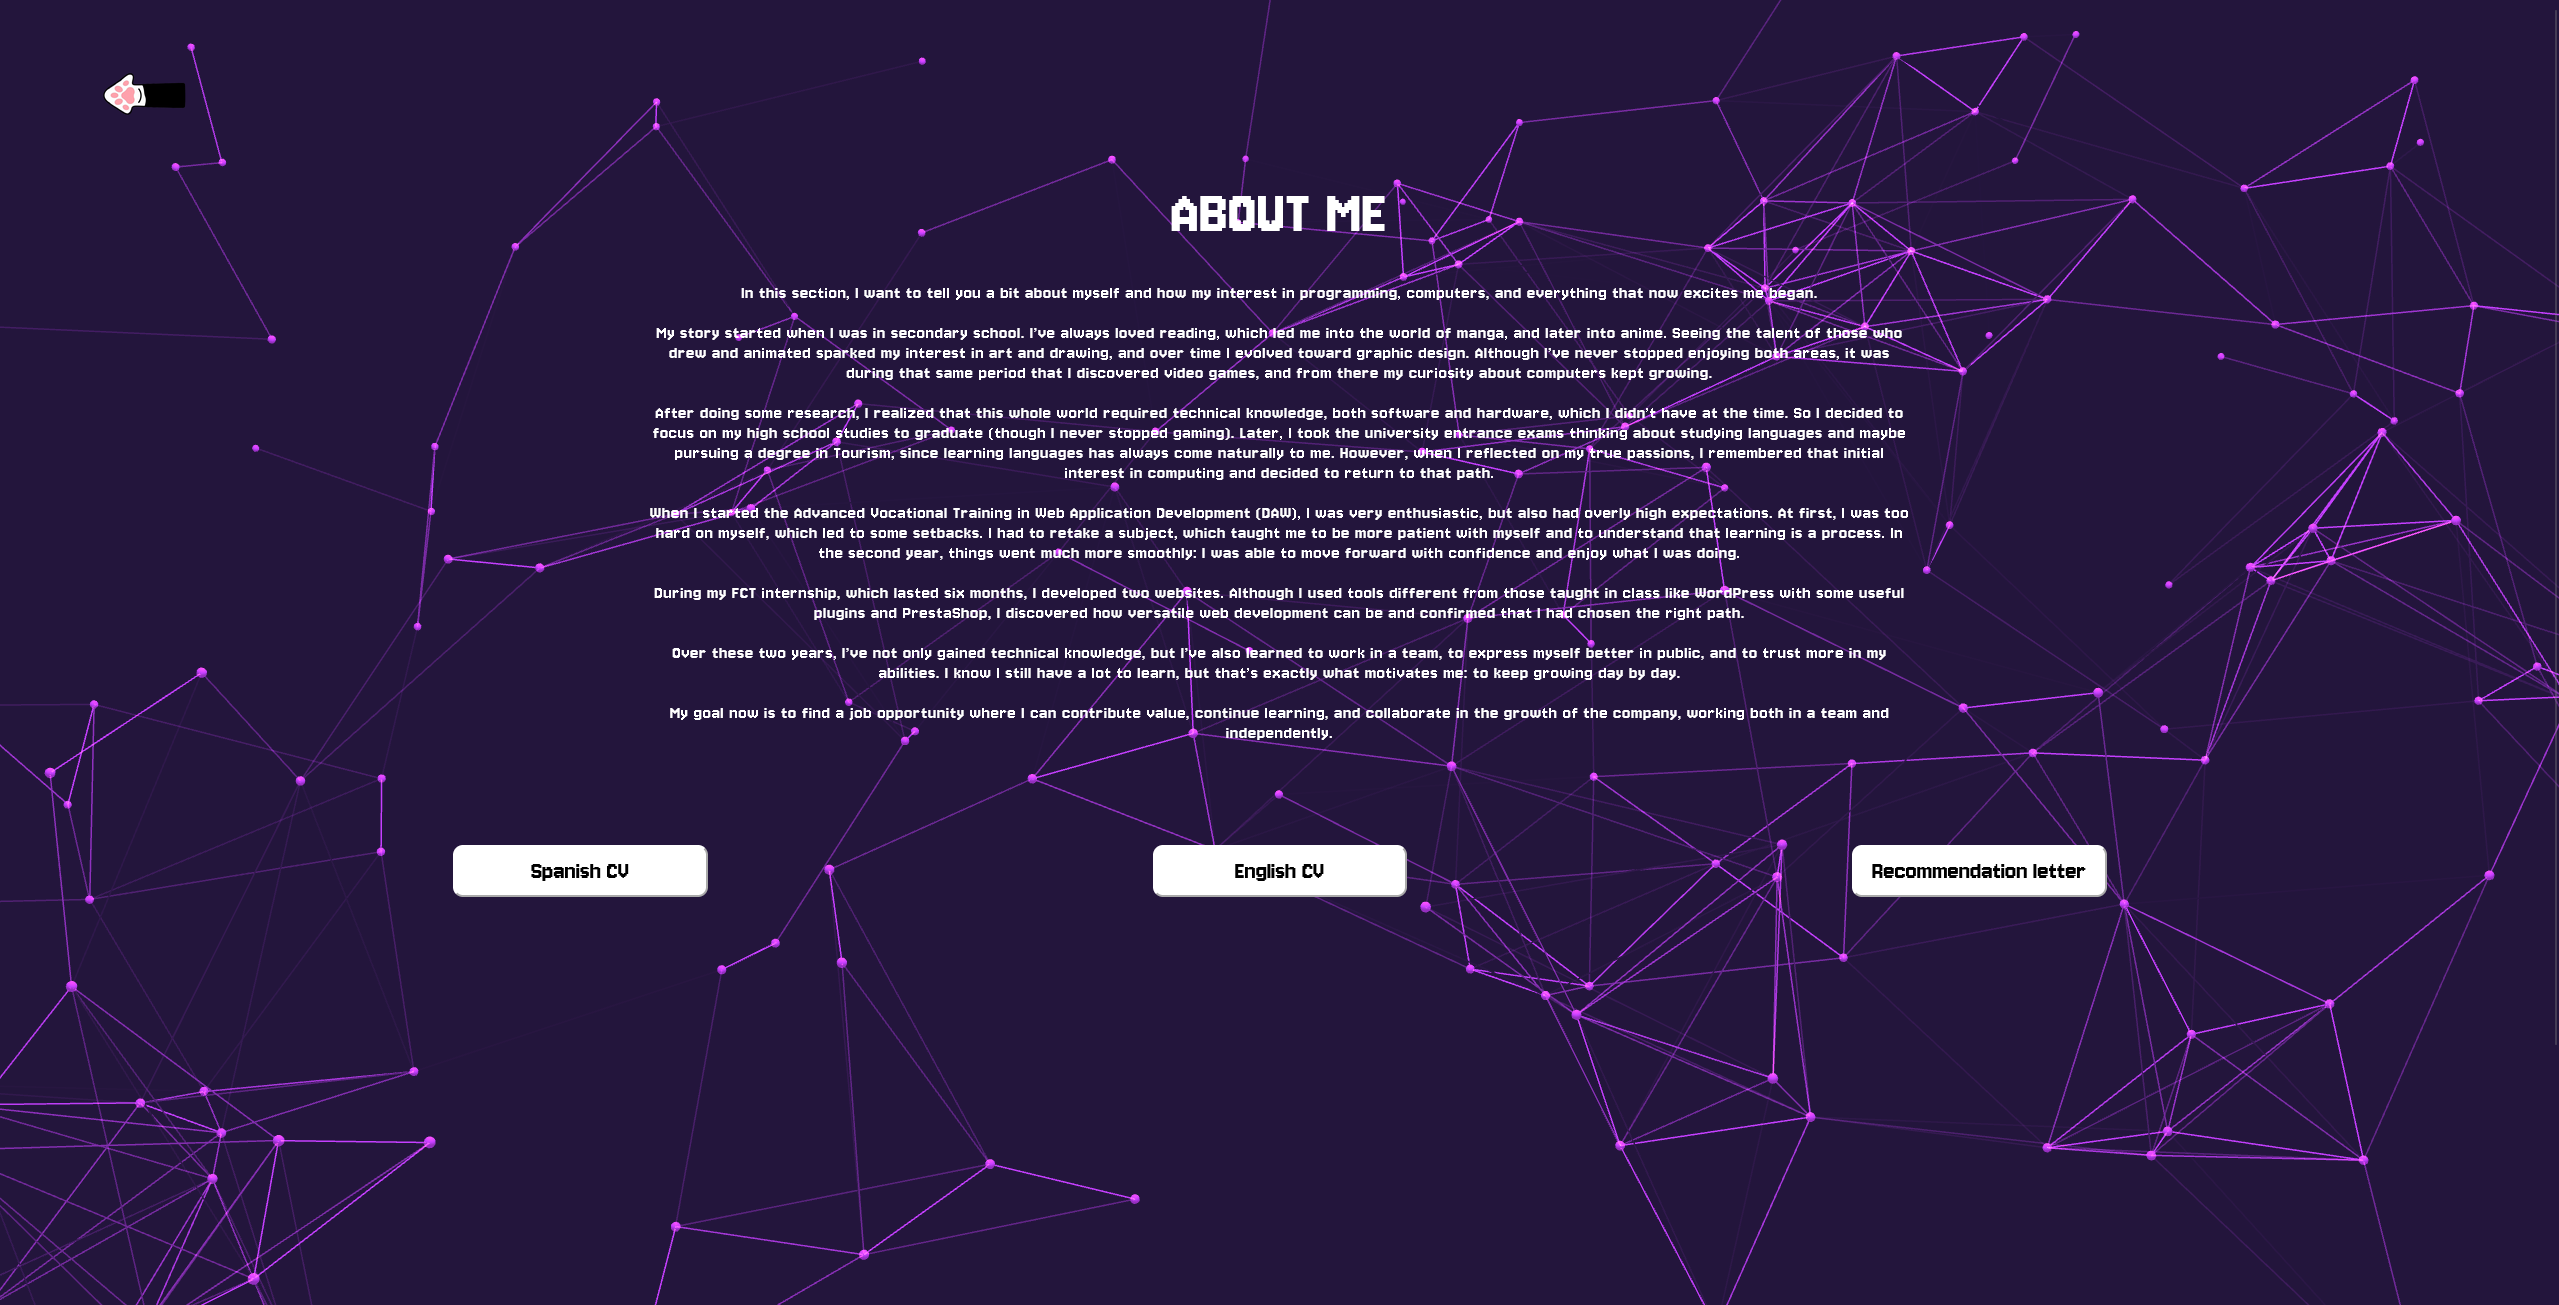 ABOUT ME
In this section, I want to tell you a bit about myself and how my interest in programming, computers, and everything that now excites me began.
My story started when I was in secondary school. I've always loved reading, which led me into the world of manga, and later into anime. Seeing the talent of those who
drew and animated sparked my interest in art and drawing, and over time I evolved toward graphic design. Although I've never stopped enjoying both areas, it was
during that same period that I discovered video games, and from there my curiosity about computers kept growing.
After doing some research, I realized that this whole world required technical knowledge, both software and hardware, which I didn't have at the time. So I decided to
focus on my high school studies to graduate (though I never stopped gaming). Later, I took the university entrance exams thinking about studying languages and maybe
pursuing a degree in Tourism, since learning languages has always come naturally to me. However, when I reflected on my true passions, I remembered that initial
interest in computing and decided to return to that path.
When I started the Advanced Vocational Training in Web Application Development (DAW), I was very enthusiastic, but also had overly high expectations. At first, I was too
hard on myself, which led to some setbacks. I had to retake a subject, which taught me to be more patient with myself and to understand that learning is a process. In
the second year, things went much more smoothly: I was able to move forward with confidence and enjoy what I was doing.
During my FCT internship, which lasted six months, I developed two websites. Although I used tools different from those taught in class like WordPress with some useful
plugins and PrestaShop, I discovered how versatile web development can be and confirmed that I had chosen the right path.
Over these two years, I've not only gained technical knowledge, but I've also learned to work in a team, to express myself better in public, and to trust more in my
abilities. I know I still have a lot to learn, but that's exactly what motivates me: to keep growing day by day.
My goal now is to find a job opportunity where I can contribute value, continue learning, and collaborate in the growth of the company, working both in a team and
independently.
Spanish CV
English CV
Recommendation letter